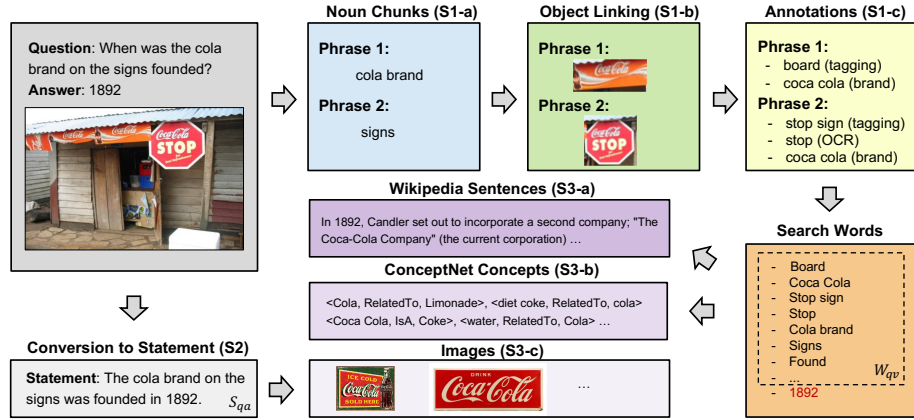 Question: When was the cola
brand on the signs founded?
Answer: 1892
Coca-Cola
Coca-Cola
Coca-Cola
STOP
Noun Chunks (S1-a)
Phrase 1:
cola brand
Phrase 2:
signs
Object Linking (S1-b)
Phrase 1:
Coca-Cola
Phrase 2:
Coca-Cola
STOP
Annotations (S1-c)
Phrase 1:
- board (tagging)
- coca cola (brand)
Phrase 2:
- stop sign (tagging)
- stop (OCR)
- coca cola (brand)
Wikipedia Sentences (S3-a)
In 1892, Candler set out to incorporate a second company; "The
Coca-Cola Company" (the current corporation) …
Search Words
- Board
- Coca Cola
- Stop sign
- Stop
- Cola brand
- Signs
- Found
- ...
W_qv
- 1892
ConceptNet Concepts (S3-b)
<Cola, RelatedTo, Limonade>, <diet coke, RelatedTo, cola>
<Coca Cola, IsA, Coke>, <water, RelatedTo, Cola> …
Conversion to Statement (S2)
Statement: The cola brand on the
signs was founded in 1892. S_qa
Images (S3-c)
ICE COLD
Coca-Cola
SOLD HERE
DRINK
Coca-Cola
…